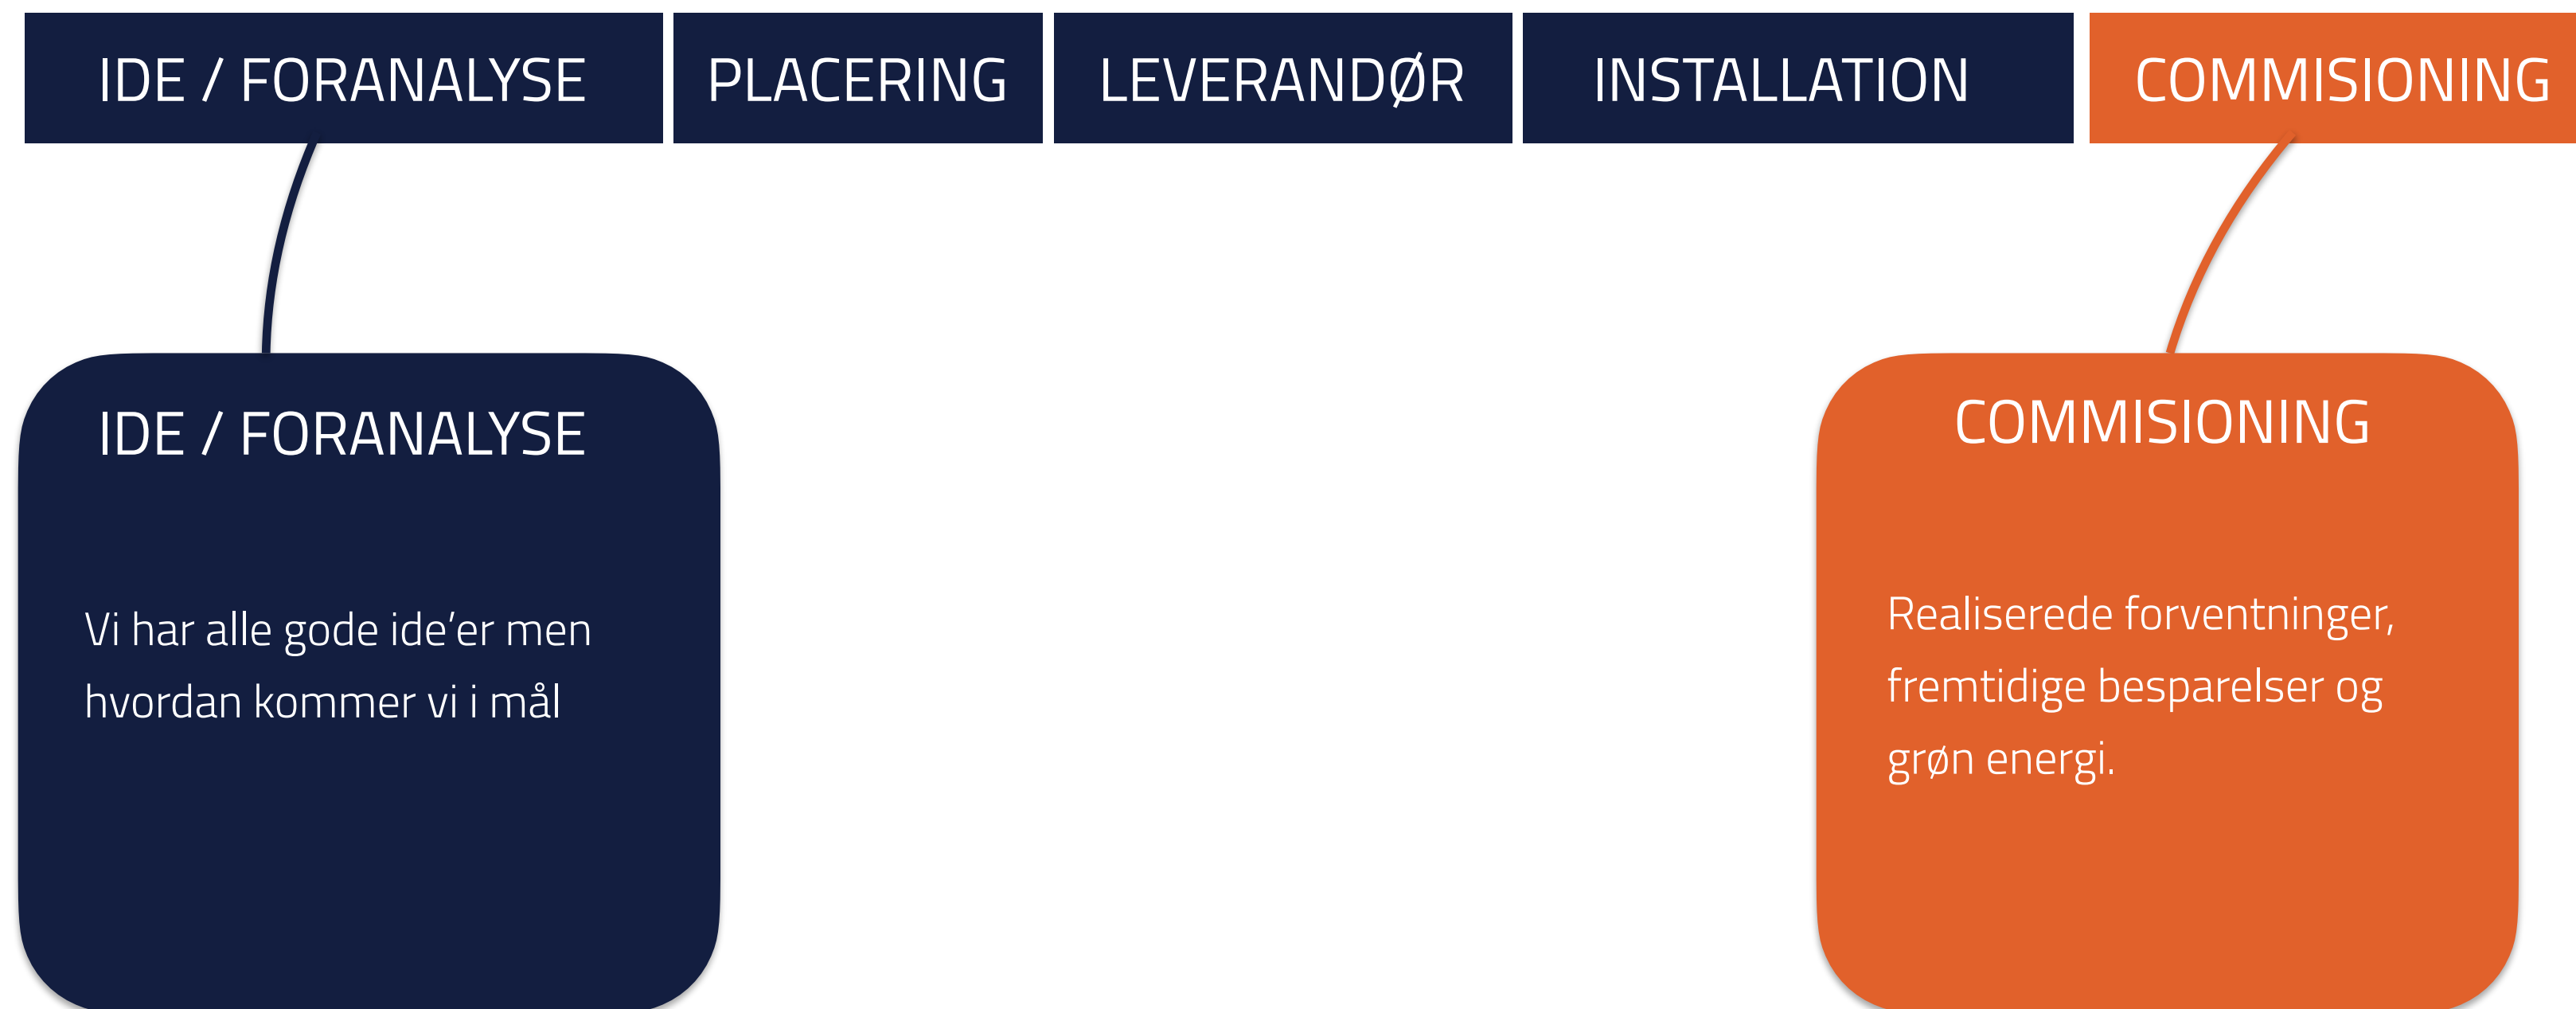 IDE / FORANALYSE
PLACERING
LEVERANDØR
INSTALLATION
COMMISIONING
IDE / FORANALYSE
Vi har alle gode ide’er men
hvordan kommer vi i mål
COMMISIONING
Realiserede forventninger,
fremtidige besparelser og
grøn energi.